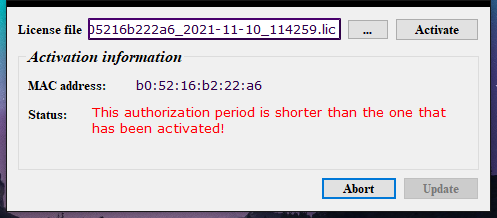 License file 05216b222a6_2021-11-10_114259.lic ... Activate
Activation information
MAC address: b0:52:16:b2:22:a6
Status: This authorization period is shorter than the one that
has been activated!
Abort Update